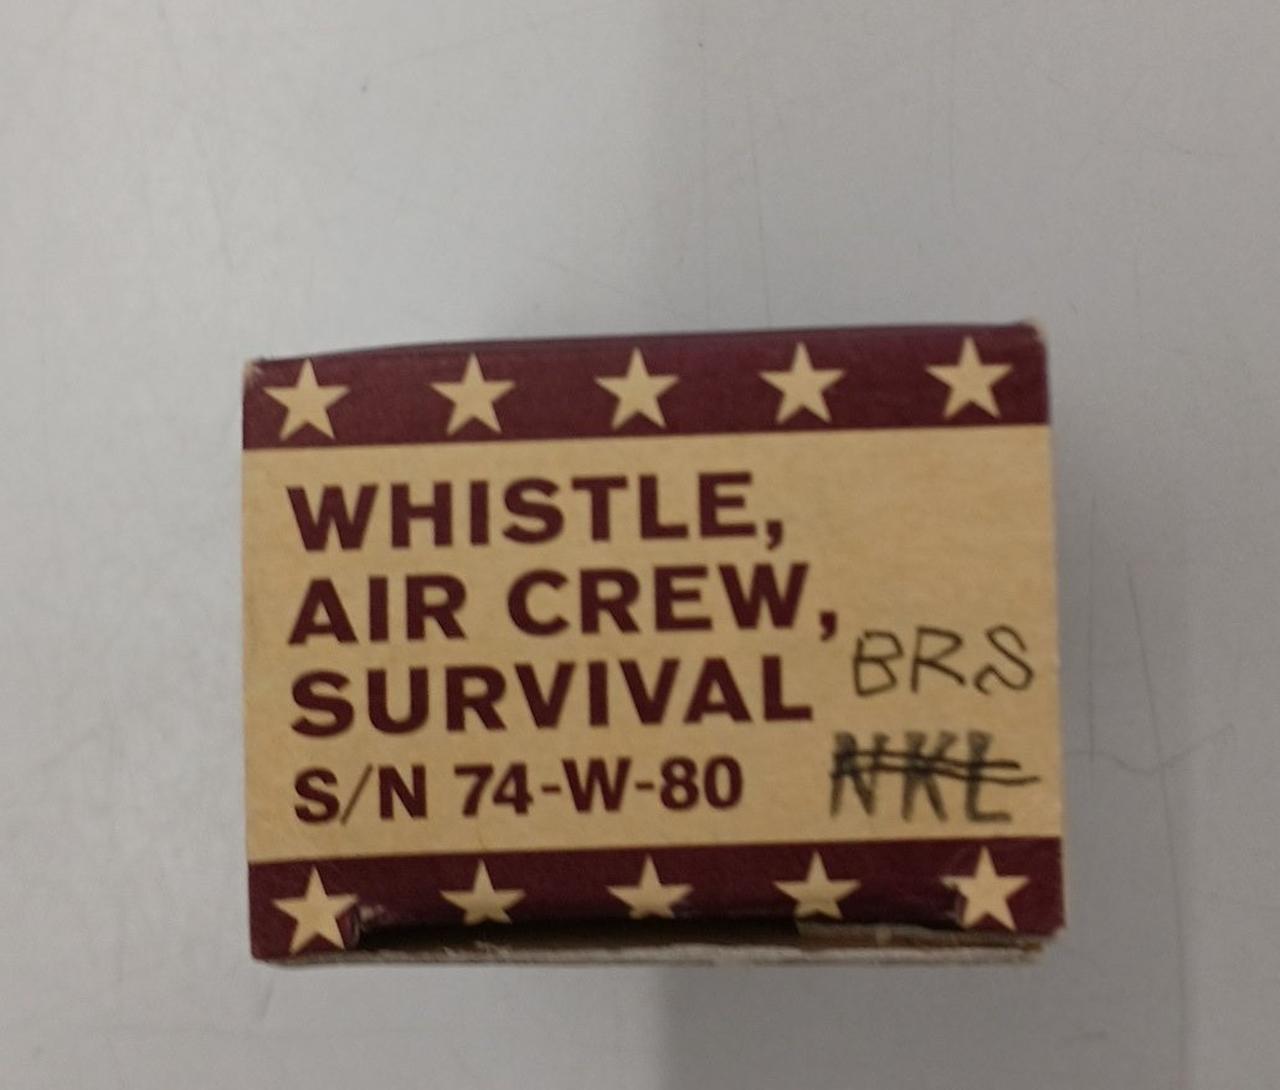 WHISTLE,
AIR CREW,
SURVIVAL
BRS
S/N 74-W-80
NKL